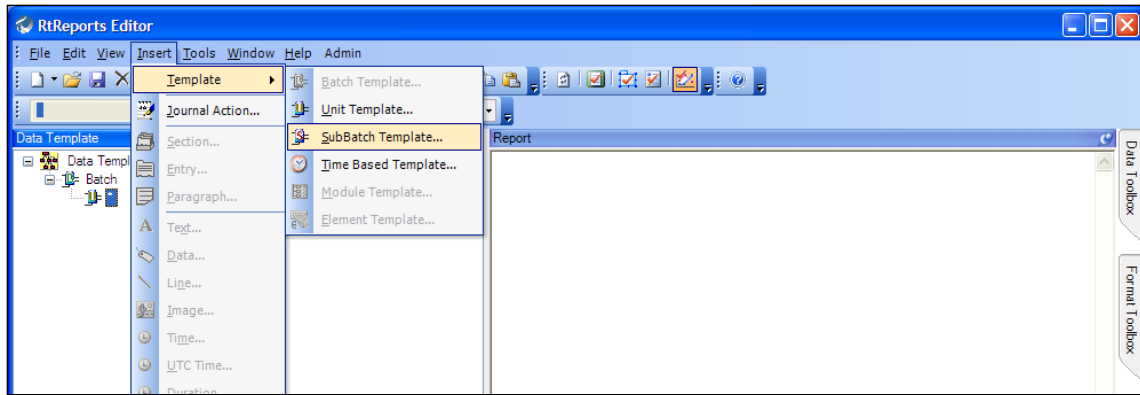 RtReports Editor
File Edit View Insert Tools Window Help Admin
Template
Journal Action...
Section...
Entry...
Paragraph...
Text...
Data...
Line...
Image...
Time...
UTC Time...
Duration
Batch Template...
Unit Template...
SubBatch Template...
Time Based Template...
Module Template...
Element Template...
Data Template
Data Templ
Batch
Report
Data Toolbox
Format Toolbox